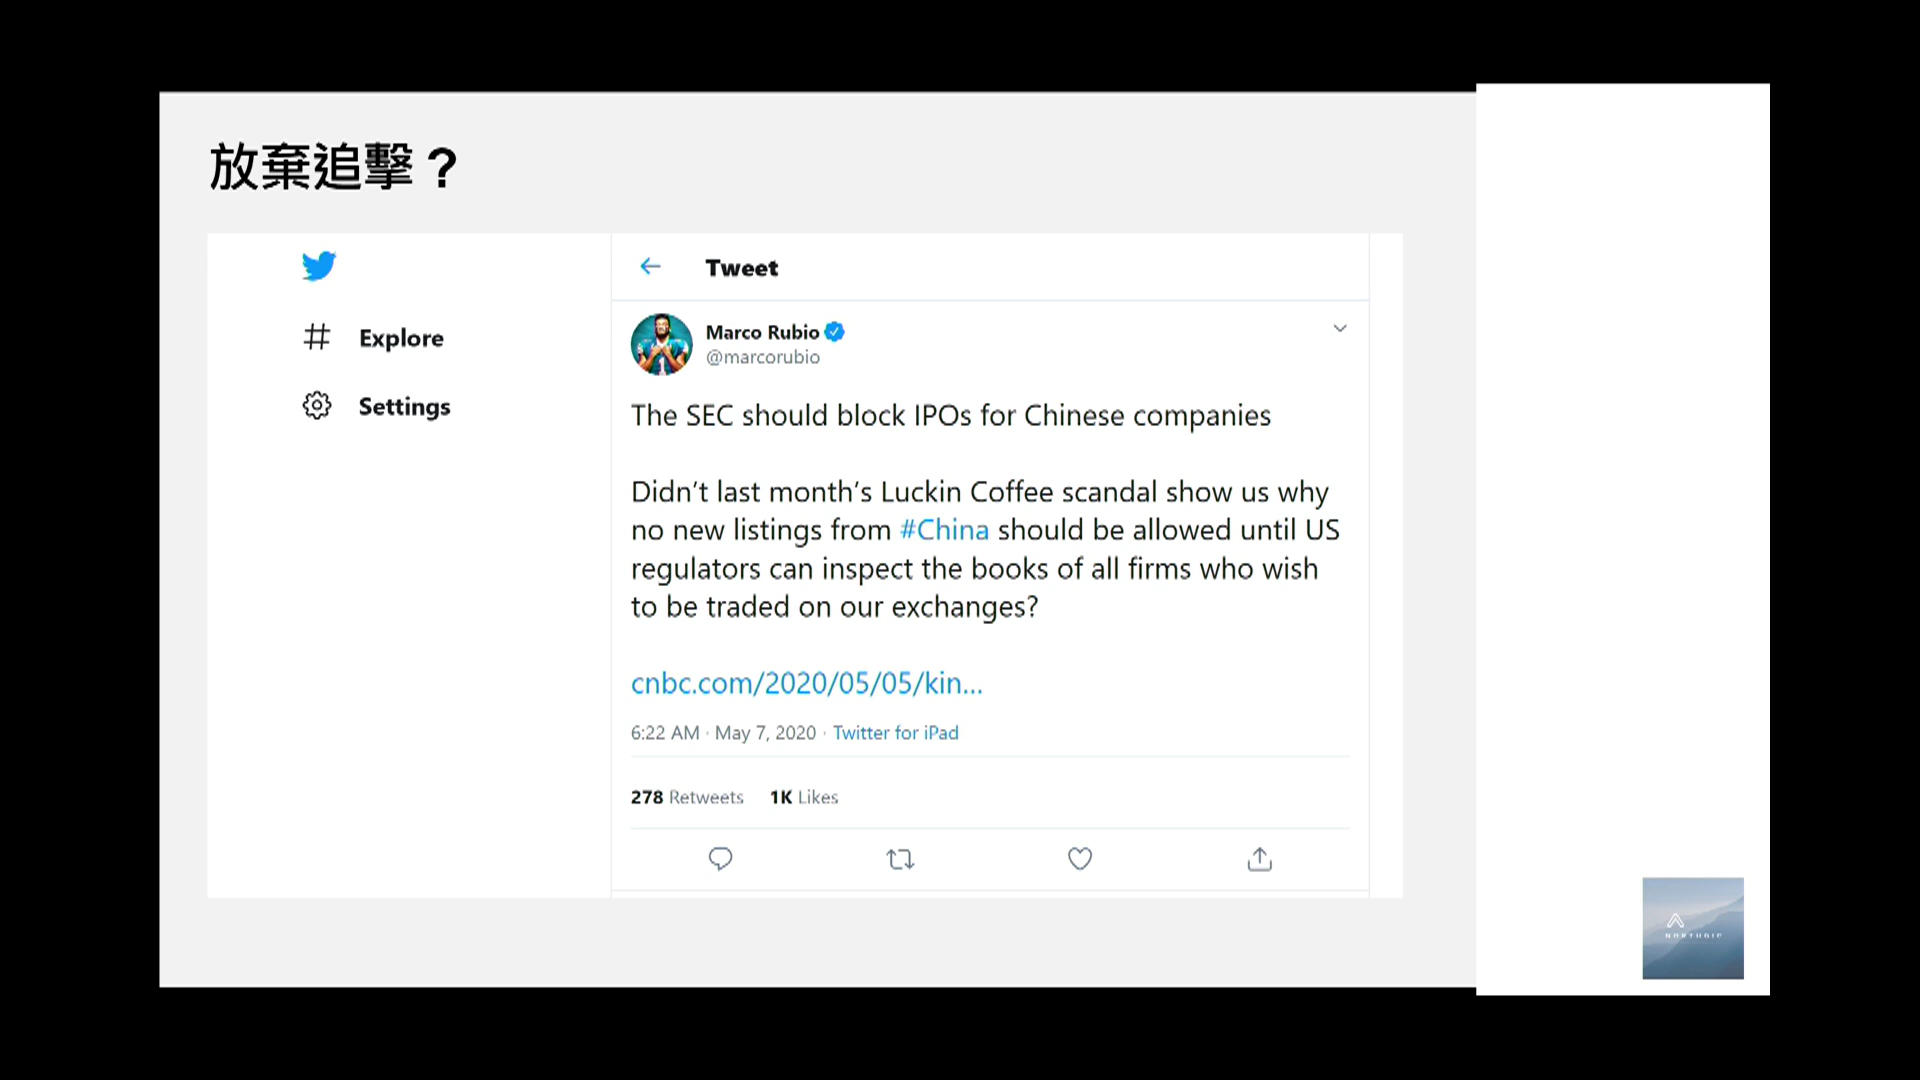 放棄追擊？
Explore
Settings
Tweet
Marco Rubio
@marcorubio
The SEC should block IPOs for Chinese companies
Didn’t last month’s Luckin Coffee scandal show us why
no new listings from #China should be allowed until US
regulators can inspect the books of all firms who wish
to be traded on our exchanges?
cnbc.com/2020/05/05/kin...
6:22 AM · May 7, 2020 · Twitter for iPad
278 Retweets 1K Likes